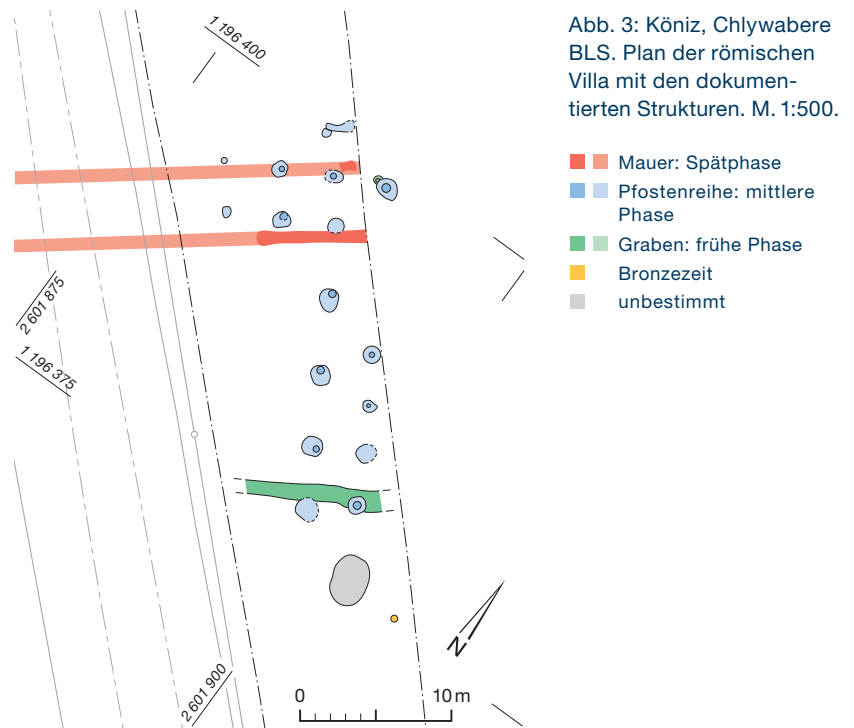 1 196 400
Abb. 3: Köniz, Chlywabere
BLS. Plan der römischen
Villa mit den dokumen-
tierten Strukturen. M. 1:500.
Mauer: Spätphase
Pfostenreihe: mittlere
Phase
Graben: frühe Phase
Bronzezeit
unbestimmt
2 601 875
1 196 375
2 601 900
N
0 10 m